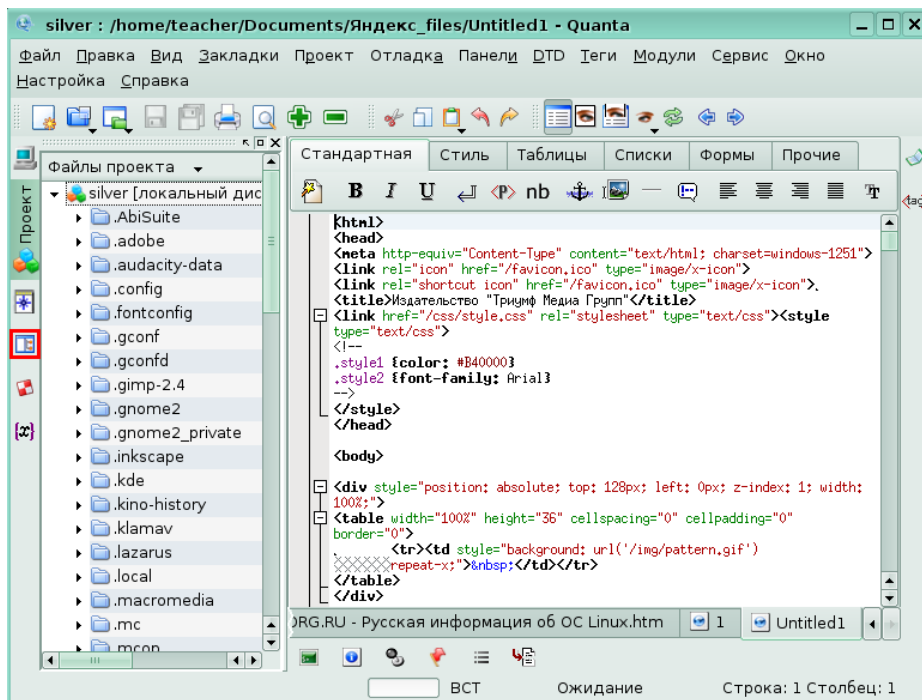 silver : /home/teacher/Documents/Яндекс_files/Untitled1 - Quanta
Файл Правка Вид Закладки Проект Отладка Панели DTD Теги Модули Сервис Окно
Настройка Справка
Файлы проекта
Проект
silver [локальный дис
.AbiSuite
.adobe
.audacity-data
.config
.fontconfig
.gconf
.gconfd
.gimp-2.4
.gnome2
.gnome2_private
.inkscape
.kde
.kino-history
.klamav
.lazarus
.local
.macromedia
.mc
.mcop
{x}
Стандартная Стиль Таблицы Списки Формы Прочие
B I U <P> nb
<tag
<html>
<head>
<meta http-equiv="Content-Type" content="text/html; charset=windows-1251">
<link rel="icon" href="/favicon.ico" type="image/x-icon">
<link rel="shortcut icon" href="/favicon.ico" type="image/x-icon">.
<title>Издательство "Триумф Медиа Групп"</title>
<link href="/css/style.css" rel="stylesheet" type="text/css"><style
type="text/css">
<!--
.style1 {color: #B40000}
.style2 {font-family: Arial}
-->
</style>
</head>
<body>
<div style="position: absolute; top: 128px; left: 0px; z-index: 1; width:
100%;">
<table width="100%" height="36" cellspacing="0" cellpadding="0"
border="0">
. <tr><td style="background: url('/img/pattern.gif')
repeat-x;">&nbsp;</td></tr>
</table>
</div>
ORG.RU - Русская информация об ОС Linux.htm 1 Untitled1
ВСТ Ожидание Строка: 1 Столбец: 1